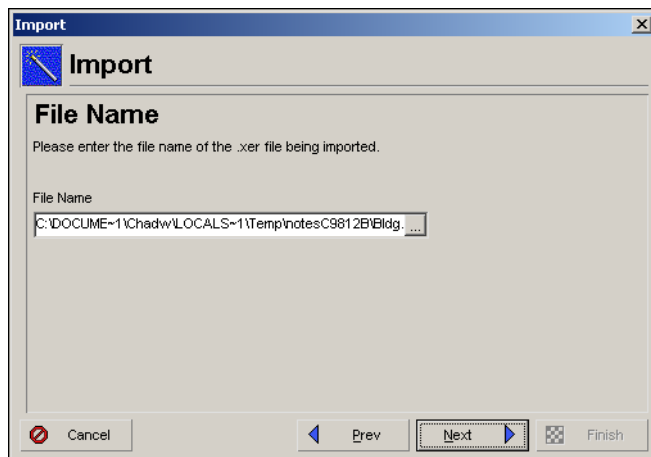 Import
Import
File Name
Please enter the file name of the .xer file being imported.
File Name
C:\DOCUME~1\Chadw\LOCALS~1\Temp\notesC9812B\Bldg. ...
Cancel
Prev
Next
Finish